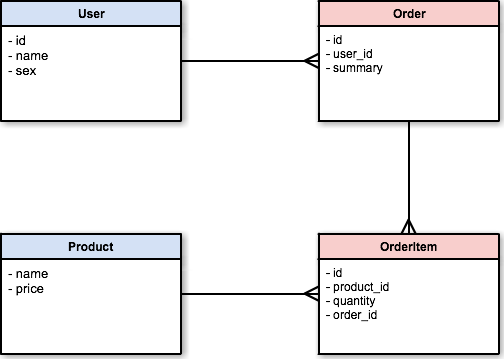 User
- id
- name
- sex
Order
- id
- user_id
- summary
Product
- name
- price
OrderItem
- id
- product_id
- quantity
- order_id